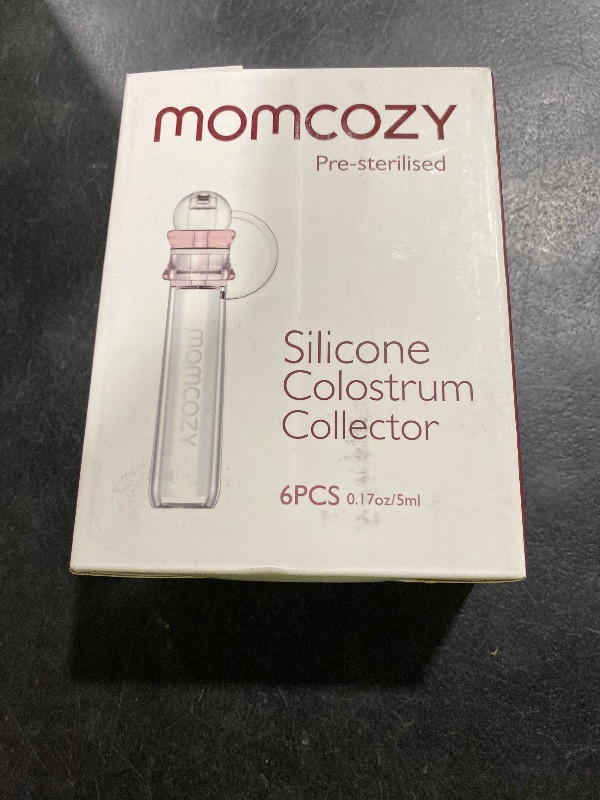 momcozy
Pre-sterilised
momcozy
Silicone
Colostrum
Collector
6PCS 0.17oz/5ml